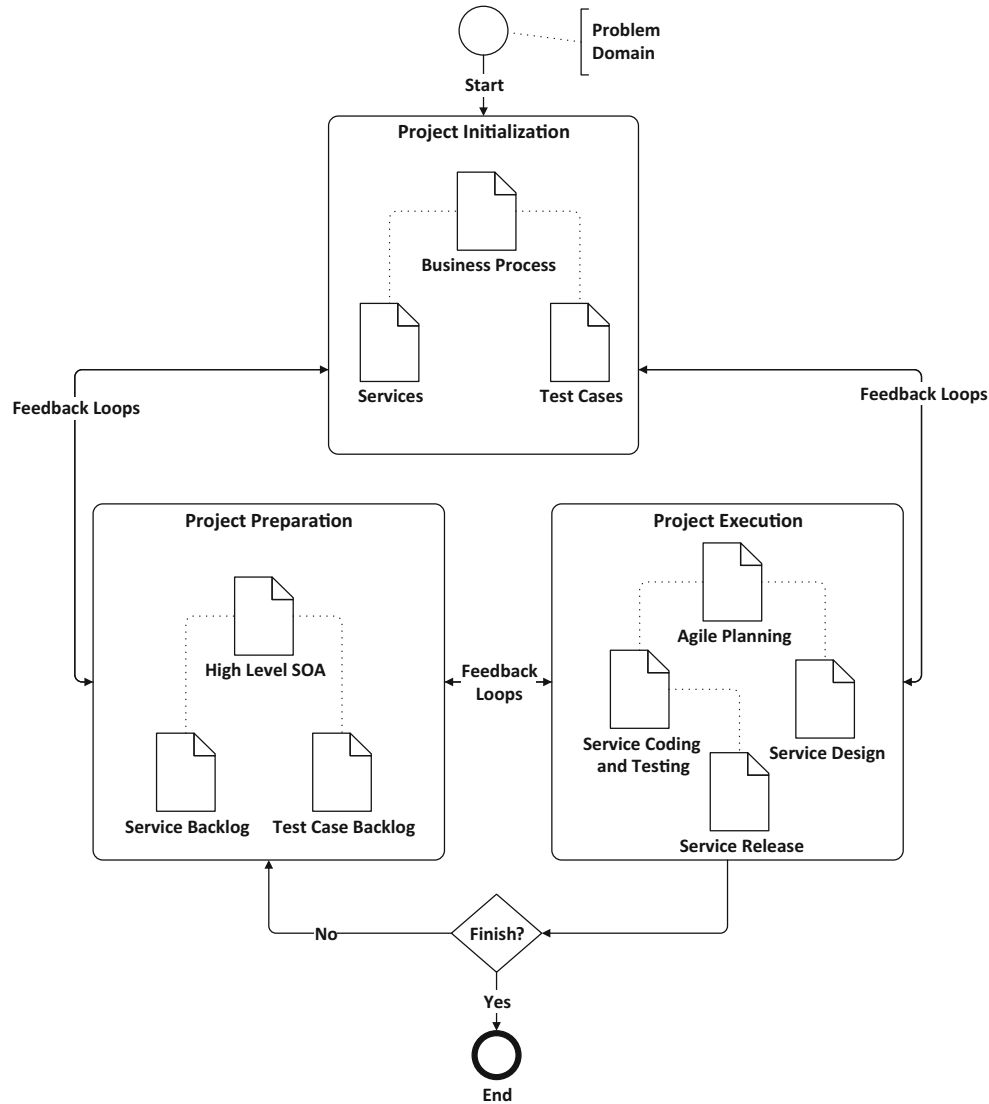 Problem
Domain
Start
Project Initialization
Business Process
Services
Test Cases
Feedback Loops
Feedback Loops
Project Preparation
High Level SOA
Service Backlog
Test Case Backlog
Feedback
Loops
Project Execution
Agile Planning
Service Coding
and Testing
Service Design
Service Release
Finish?
No
Yes
End